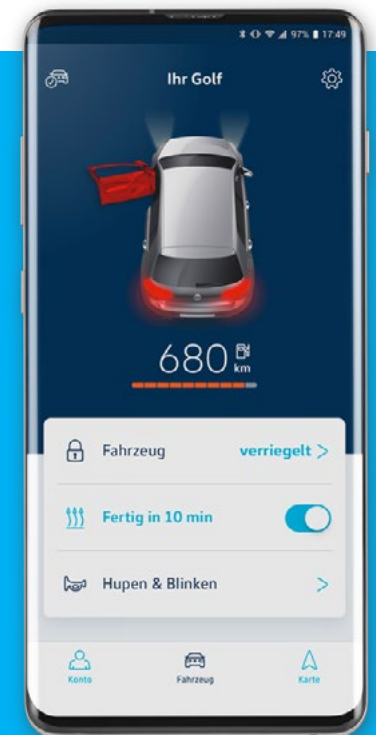 97% 17:49
Ihr Golf
680 km
Fahrzeug verriegelt >
Fertig in 10 min
Hupen & Blinken >
Konto Fahrzeug Karte